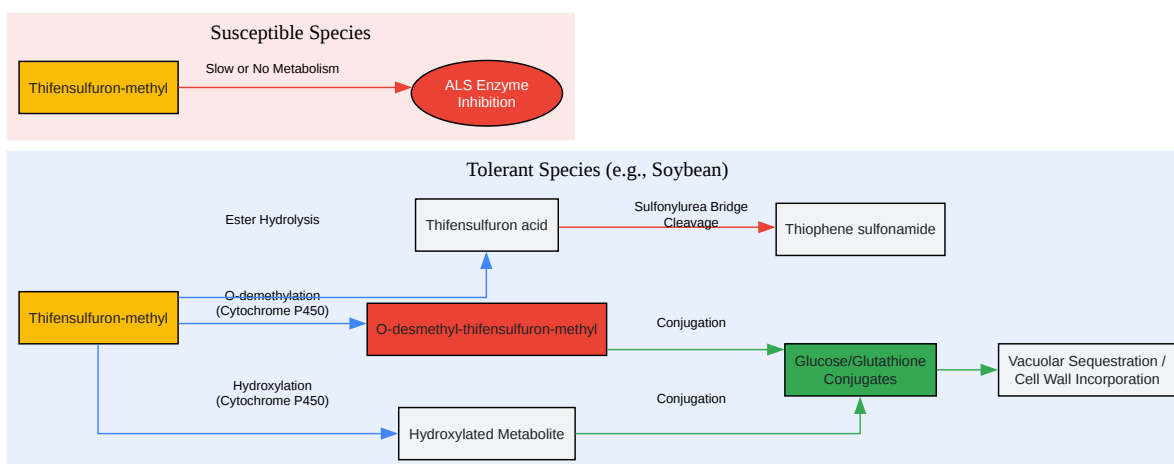 Susceptible Species
Slow or No Metabolism
Thifensulfuron-methyl
ALS Enzyme
Inhibition
Tolerant Species (e.g., Soybean)
Ester Hydrolysis
Thifensulfuron acid
Sulfonylurea Bridge
Cleavage
Thiophene sulfonamide
Thifensulfuron-methyl
O-demethylation
(Cytochrome P450)
O-desmethyl-thifensulfuron-methyl
Conjugation
Glucose/Glutathione
Conjugates
Vacuolar Sequestration /
Cell Wall Incorporation
Hydroxylation
(Cytochrome P450)
Hydroxylated Metabolite
Conjugation